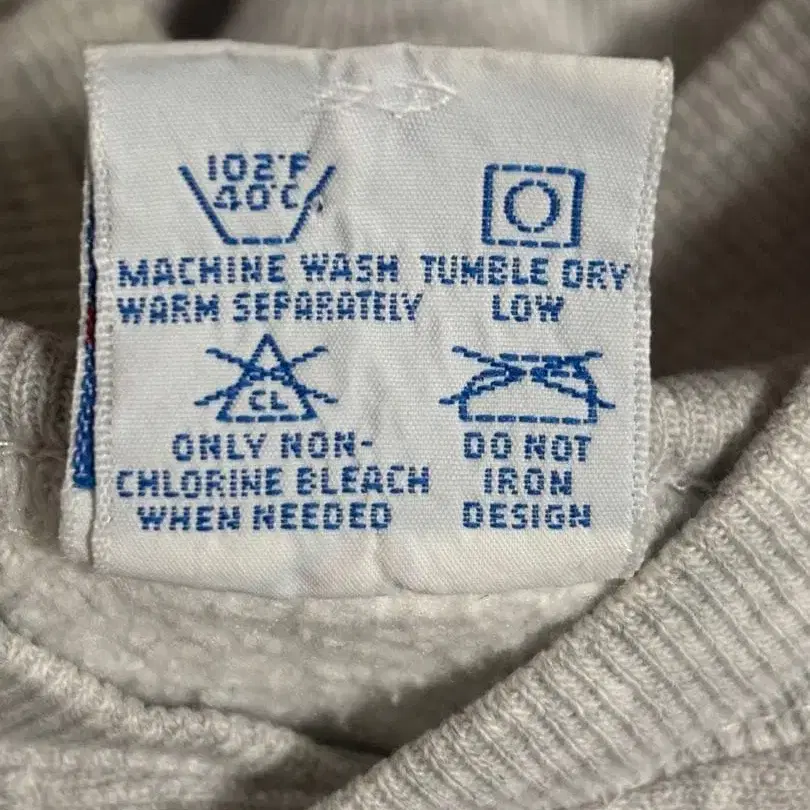 102°F
40°C
MACHINE WASH
WARM SEPARATELY
TUMBLE DRY
LOW
CL
ONLY NON-
CHLORINE BLEACH
WHEN NEEDED
DO NOT
IRON
DESIGN